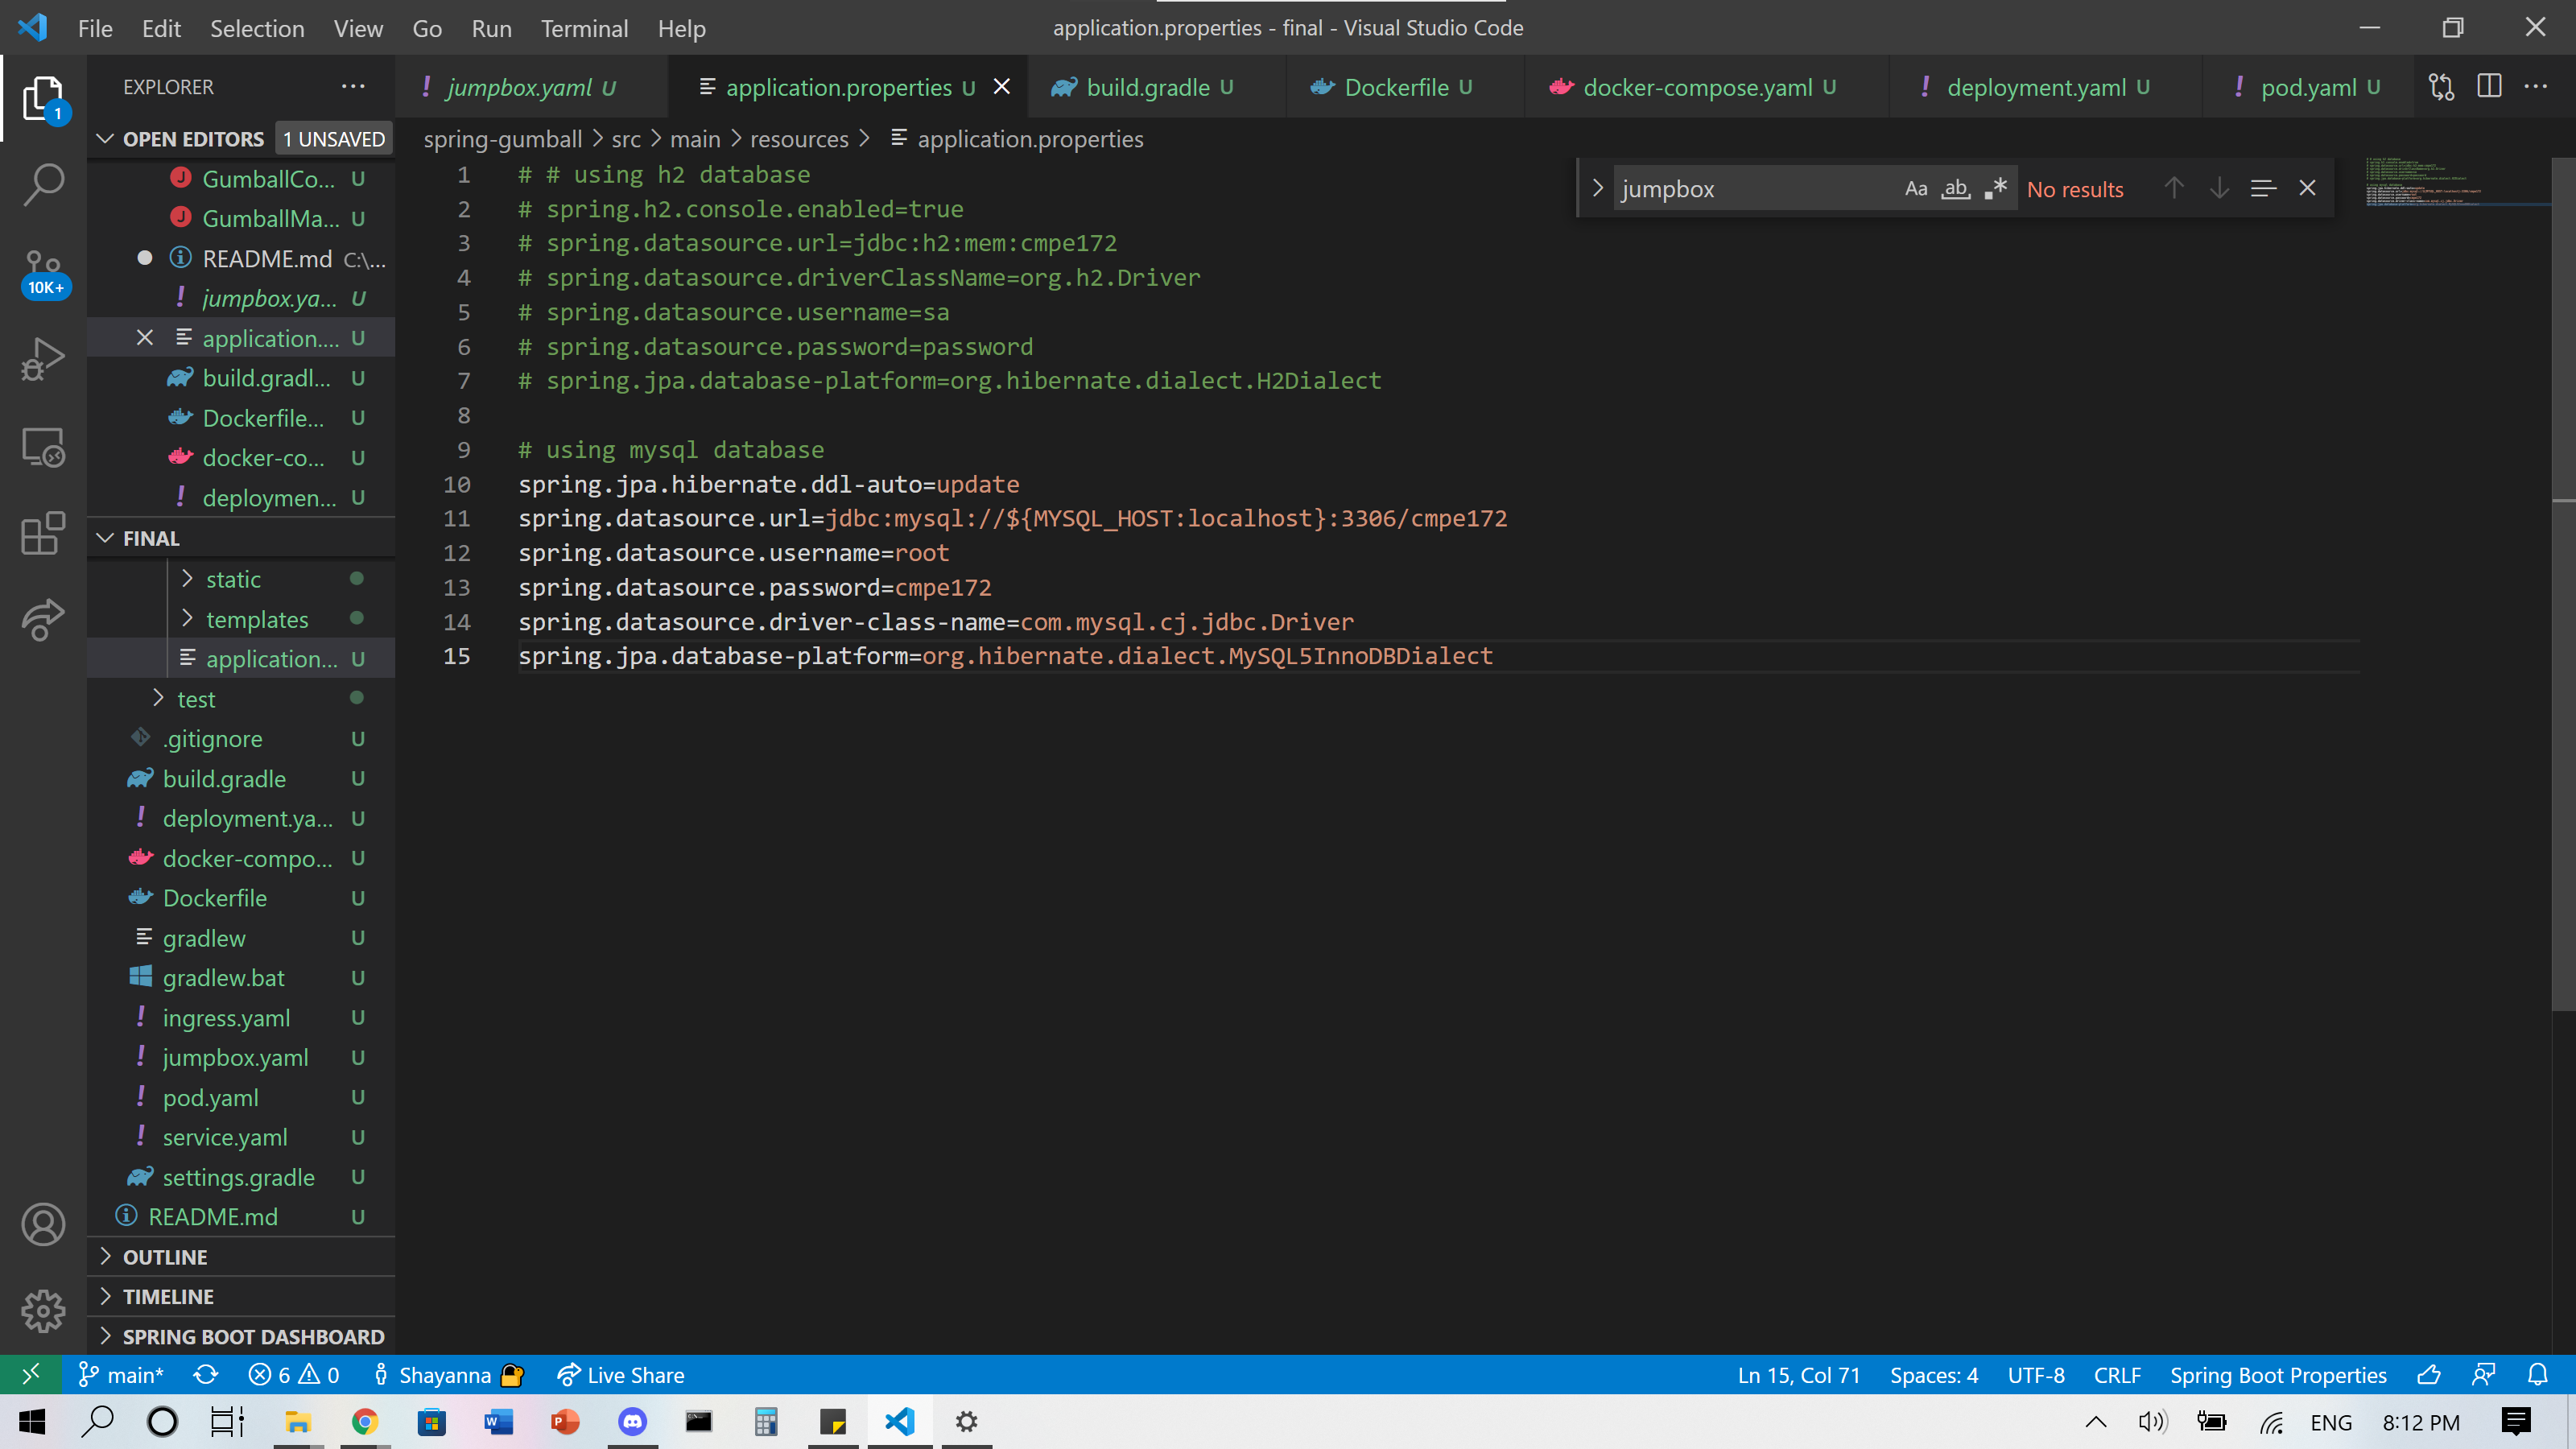 File Edit Selection View Go Run Terminal Help
application.properties - final - Visual Studio Code
EXPLORER
jumpbox.yaml U
application.properties U
build.gradle U
Dockerfile U
docker-compose.yaml U
deployment.yaml U
pod.yaml U
1
OPEN EDITORS
1 UNSAVED
spring-gumball > src > main > resources > application.properties
jumpbox
Aa
ab
No results
10K+
GumballCo... U
GumballMa... U
README.md C:\...
jumpbox.ya... U
application.... U
build.gradl... U
Dockerfile... U
docker-co... U
deploymen... U
FINAL
static
templates
application... U
test
.gitignore U
build.gradle U
deployment.ya... U
docker-compo... U
Dockerfile U
gradlew U
gradlew.bat U
ingress.yaml U
jumpbox.yaml U
pod.yaml U
service.yaml U
settings.gradle U
README.md U
OUTLINE
TIMELINE
SPRING BOOT DASHBOARD
1 # # using h2 database
2 # spring.h2.console.enabled=true
3 # spring.datasource.url=jdbc:h2:mem:cmpe172
4 # spring.datasource.driverClassName=org.h2.Driver
5 # spring.datasource.username=sa
6 # spring.datasource.password=password
7 # spring.jpa.database-platform=org.hibernate.dialect.H2Dialect
8
9 # using mysql database
10 spring.jpa.hibernate.ddl-auto=update
11 spring.datasource.url=jdbc:mysql://${MYSQL_HOST:localhost}:3306/cmpe172
12 spring.datasource.username=root
13 spring.datasource.password=cmpe172
14 spring.datasource.driver-class-name=com.mysql.cj.jdbc.Driver
15 spring.jpa.database-platform=org.hibernate.dialect.MySQL5InnoDBDialect
main* 6 0 Shayanna Live Share
Ln 15, Col 71 Spaces: 4 UTF-8 CRLF Spring Boot Properties
ENG 8:12 PM